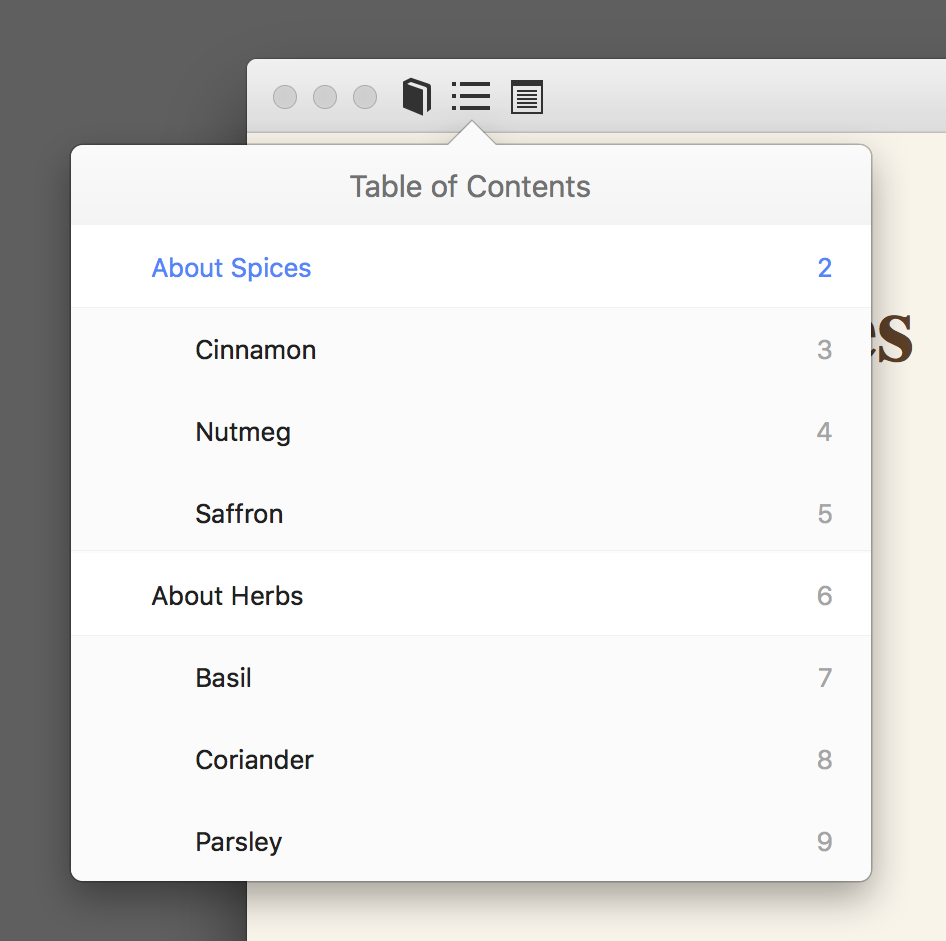 Table of Contents
About Spices 2
Cinnamon 3
Nutmeg 4
Saffron 5
About Herbs 6
Basil 7
Coriander 8
Parsley 9